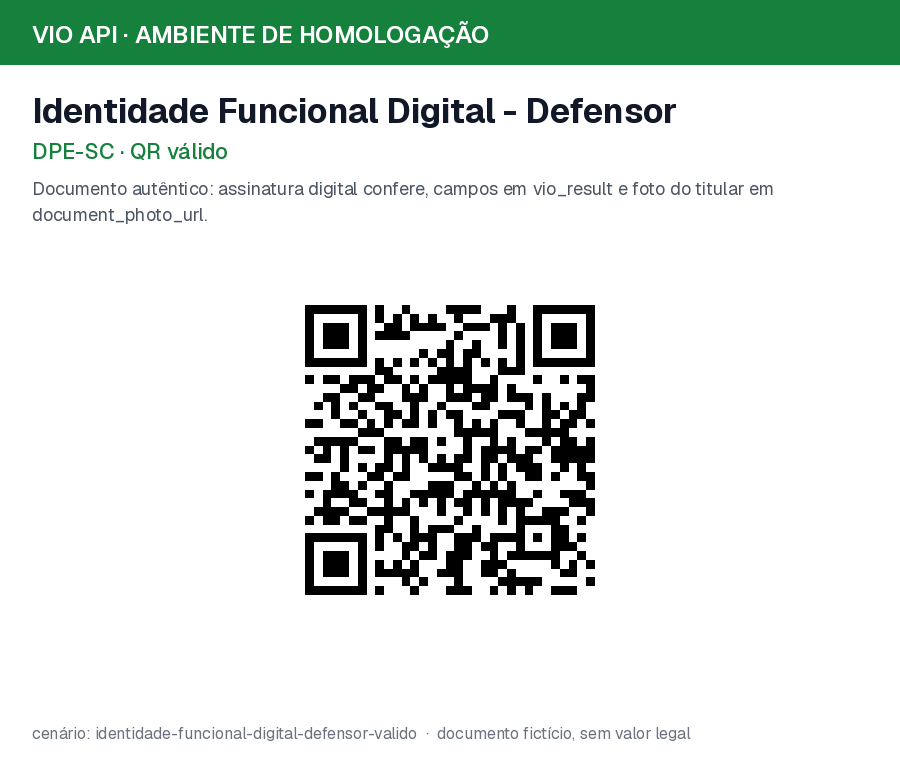 VIO API · AMBIENTE DE HOMOLOGAÇÃO
Identidade Funcional Digital - Defensor
DPE-SC · QR válido
Documento autêntico: assinatura digital confere, campos em vio_result e foto do titular em
document_photo_url.
cenário: identidade-funcional-digital-defensor-valido · documento fictício, sem valor legal